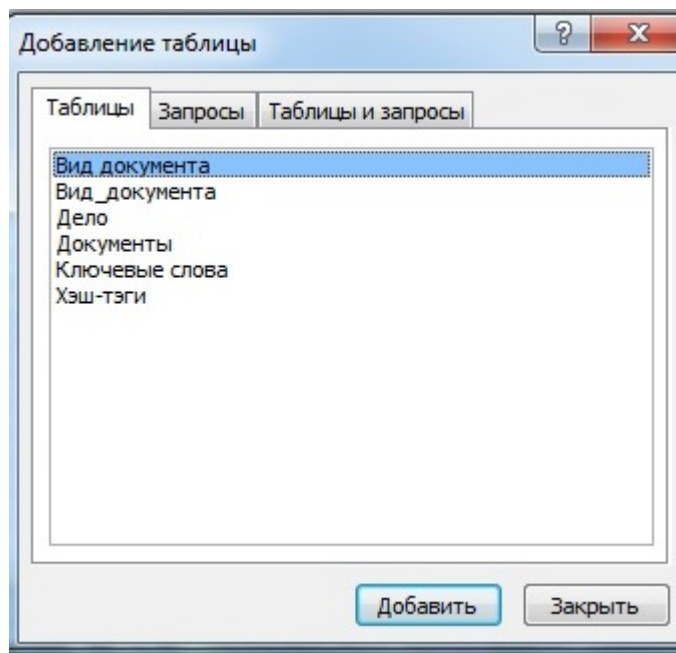 Добавление таблицы
Таблицы Запросы Таблицы и запросы
Вид документа
Вид_документа
Дело
Документы
Ключевые слова
Хэш-тэги
Добавить Закрыть